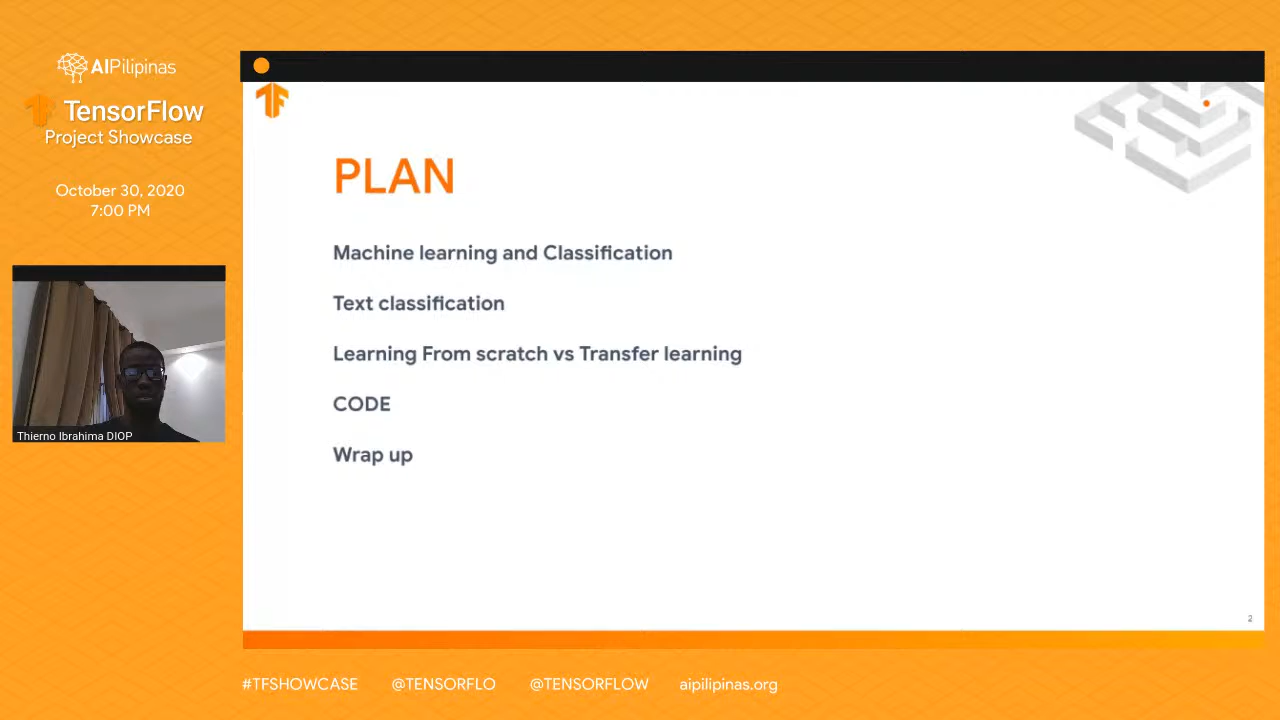 AIPilipinas
TensorFlow
Project Showcase
October 30, 2020
7:00 PM
Thierno Ibrahima DIOP
PLAN
Machine learning and Classification
Text classification
Learning From scratch vs Transfer learning
CODE
Wrap up
2
#TFSHOWCASE @TENSORFLO @TENSORFLOW aipilipinas.org